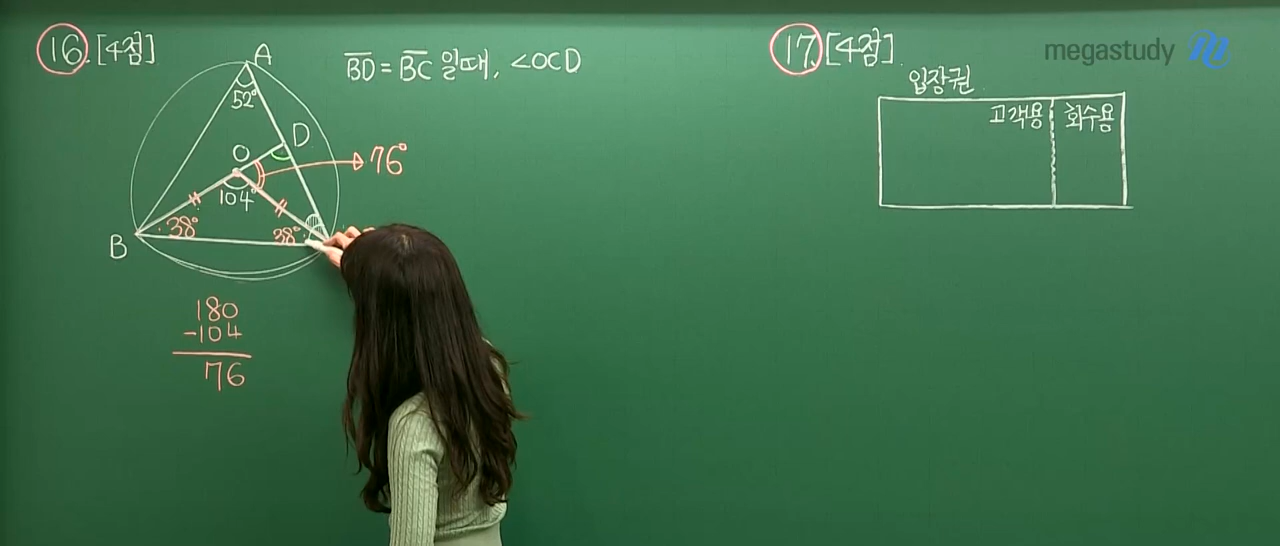 16. [4점]
BD = BC 일때, ∠OCD
A
52°
D
O
76°
104°
38°
38°
B
180
-104
76
17. [4점]
megastudy
입장권
고객용
회수용